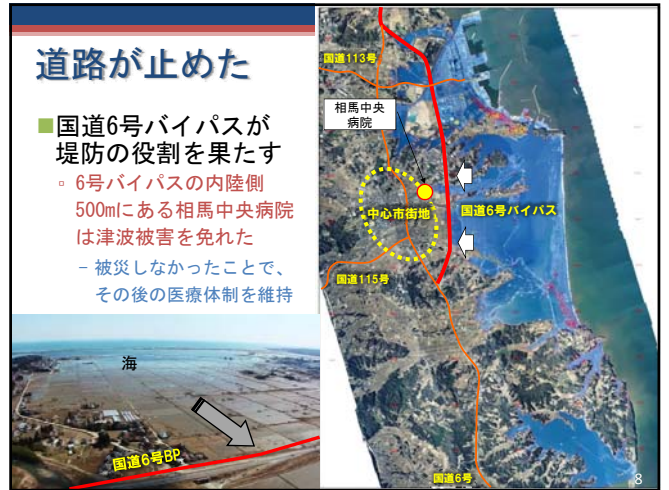 道路が止めた
■国道6号バイパスが
堤防の役割を果たす
▫ 6号バイパスの内陸側
500mにある相馬中央病院
は津波被害を免れた
− 被災しなかったことで、
その後の医療体制を維持
海
国道6号BP
国道113号
相馬中央
病院
中心市街地
国道6号バイパス
国道115号
国道6号
8